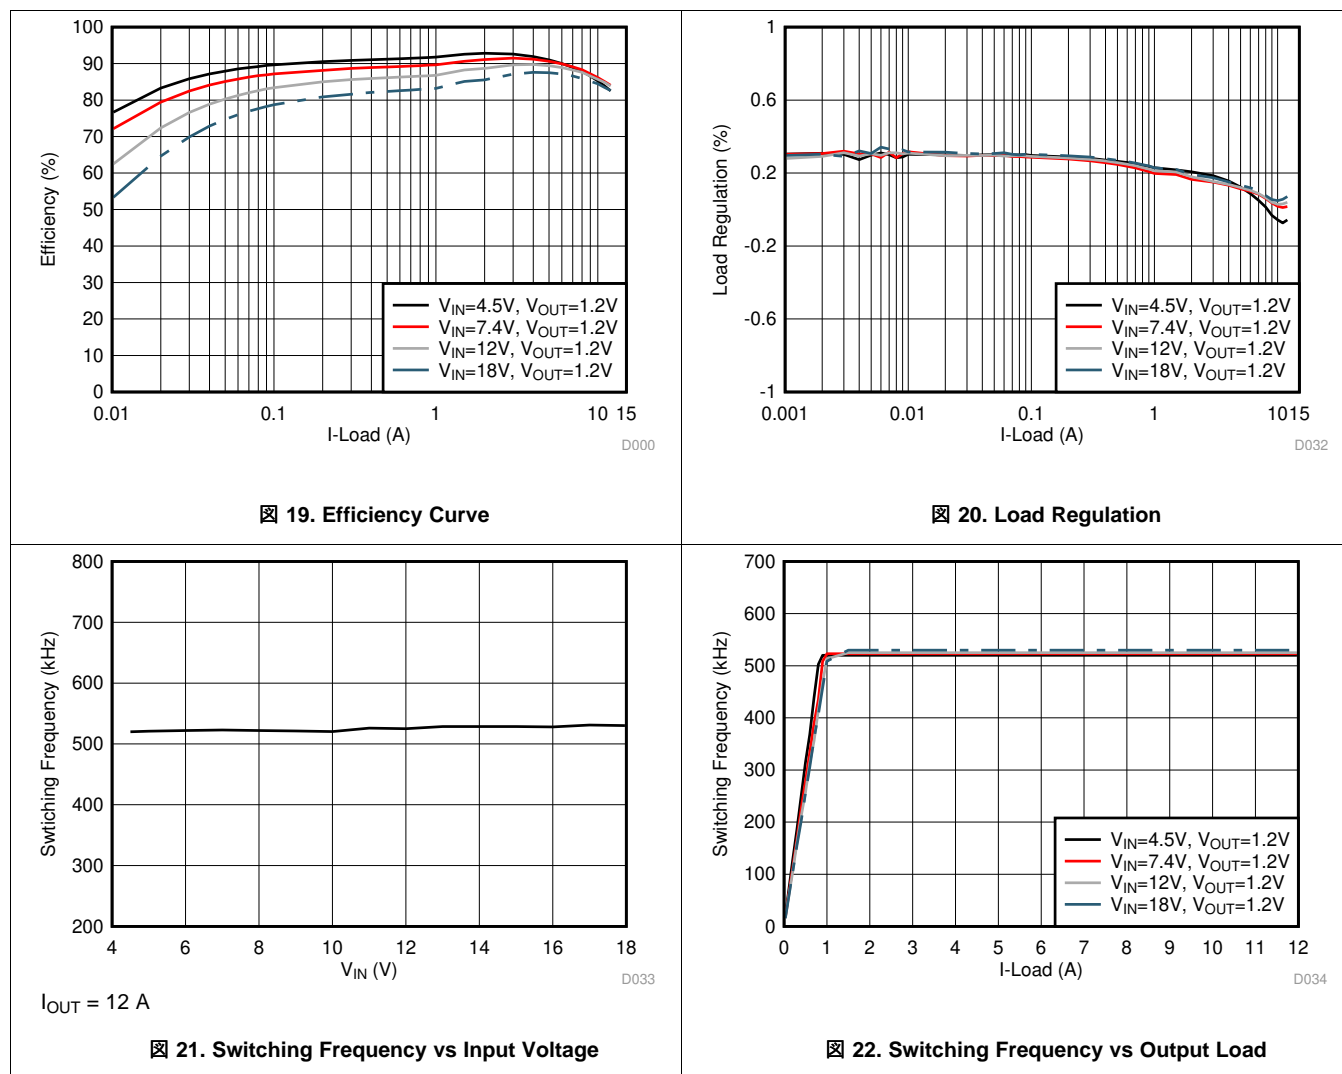 100
90
80
70
60
50
40
30
20
10
0
Efficiency (%)
0.01 0.1 1 10 15
I-Load (A)
D000
VIN=4.5V, VOUT=1.2V
VIN=7.4V, VOUT=1.2V
VIN=12V, VOUT=1.2V
VIN=18V, VOUT=1.2V
図 19. Efficiency Curve
1
0.6
0.2
-0.2
-0.6
-1
Load Regulation (%)
0.001 0.01 0.1 1 1015
I-Load (A)
D032
VIN=4.5V, VOUT=1.2V
VIN=7.4V, VOUT=1.2V
VIN=12V, VOUT=1.2V
VIN=18V, VOUT=1.2V
図 20. Load Regulation
800
700
600
500
400
300
200
Swtiching Frequency (kHz)
4 6 8 10 12 14 16 18
VIN (V)
D033
IOUT = 12 A
図 21. Switching Frequency vs Input Voltage
700
600
500
400
300
200
100
0
Switching Frequency (kHz)
0 1 2 3 4 5 6 7 8 9 10 11 12
I-Load (A)
D034
VIN=4.5V, VOUT=1.2V
VIN=7.4V, VOUT=1.2V
VIN=12V, VOUT=1.2V
VIN=18V, VOUT=1.2V
図 22. Switching Frequency vs Output Load